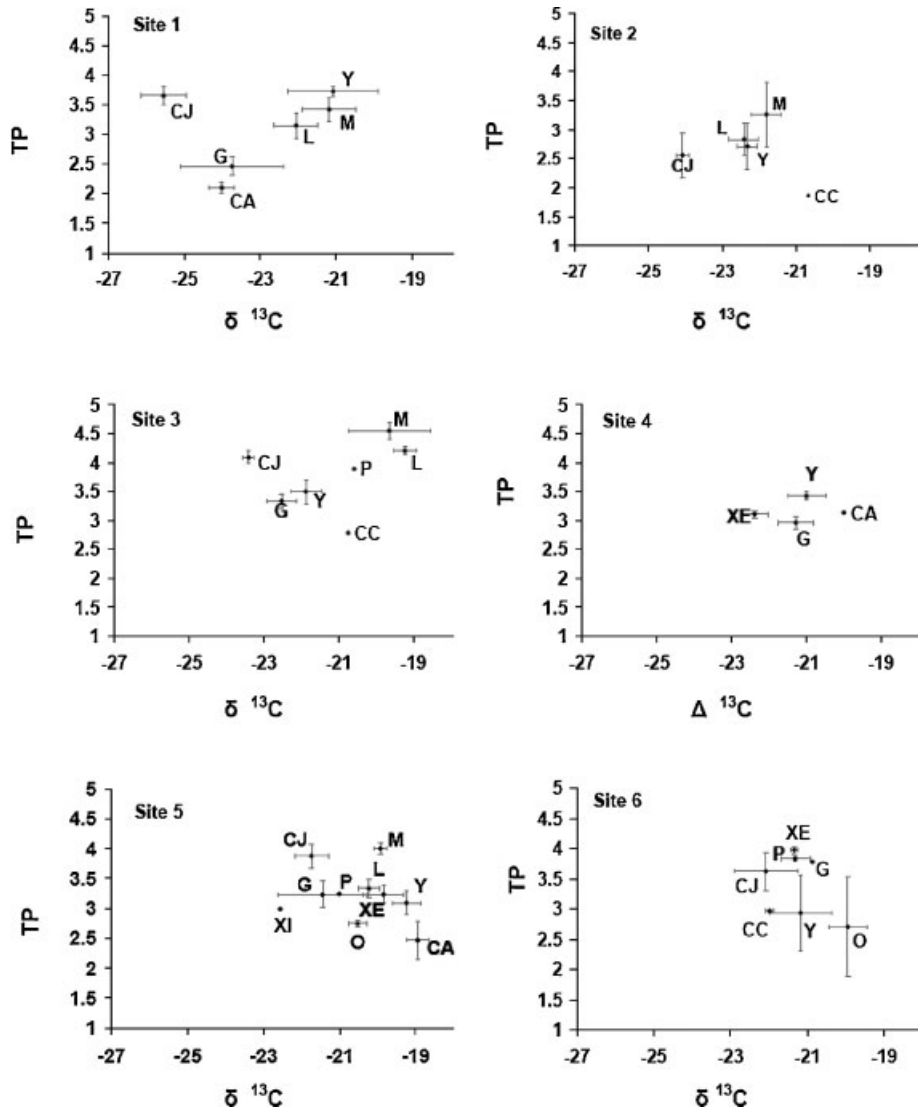 Site 1
5
4.5
4
3.5
3
2.5
2
1.5
1
TP
CJ
Y
M
L
G
CA
-27 -25 -23 -21 -19
δ 13C
Site 2
5
4.5
4
3.5
3
2.5
2
1.5
1
TP
M
L
Y
CJ
CC
-27 -25 -23 -21 -19
δ 13C
Site 3
5
4.5
4
3.5
3
2.5
2
1.5
1
TP
M
CJ
P
L
G
Y
CC
-27 -25 -23 -21 -19
δ 13C
Site 4
5
4.5
4
3.5
3
2.5
2
1.5
1
TP
Y
XE
CA
G
-27 -25 -23 -21 -19
Δ 13C
Site 5
5
4.5
4
3.5
3
2.5
2
1.5
1
TP
CJ
M
L
G
P
Y
XE
XI
O
CA
-27 -25 -23 -21 -19
δ 13C
Site 6
5
4.5
4
3.5
3
2.5
2
1.5
1
TP
XE
P
G
CJ
CC
Y
O
-27 -25 -23 -21 -19
δ 13C